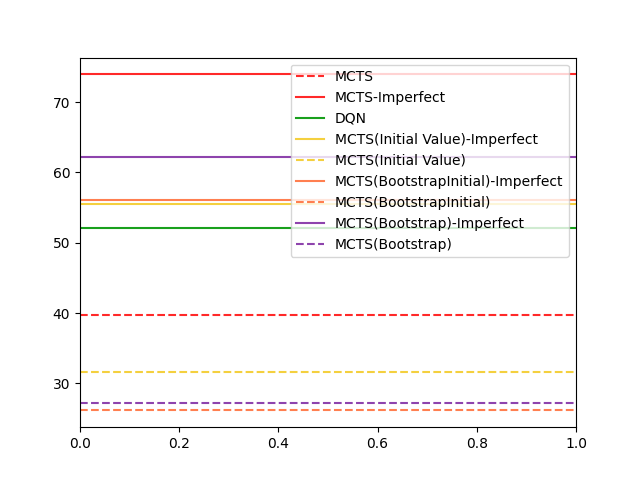 70
60
50
40
30
0.0 0.2 0.4 0.6 0.8 1.0
MCTS
MCTS-Imperfect
DQN
MCTS(Initial Value)-Imperfect
MCTS(Initial Value)
MCTS(BootstrapInitial)-Imperfect
MCTS(BootstrapInitial)
MCTS(Bootstrap)-Imperfect
MCTS(Bootstrap)